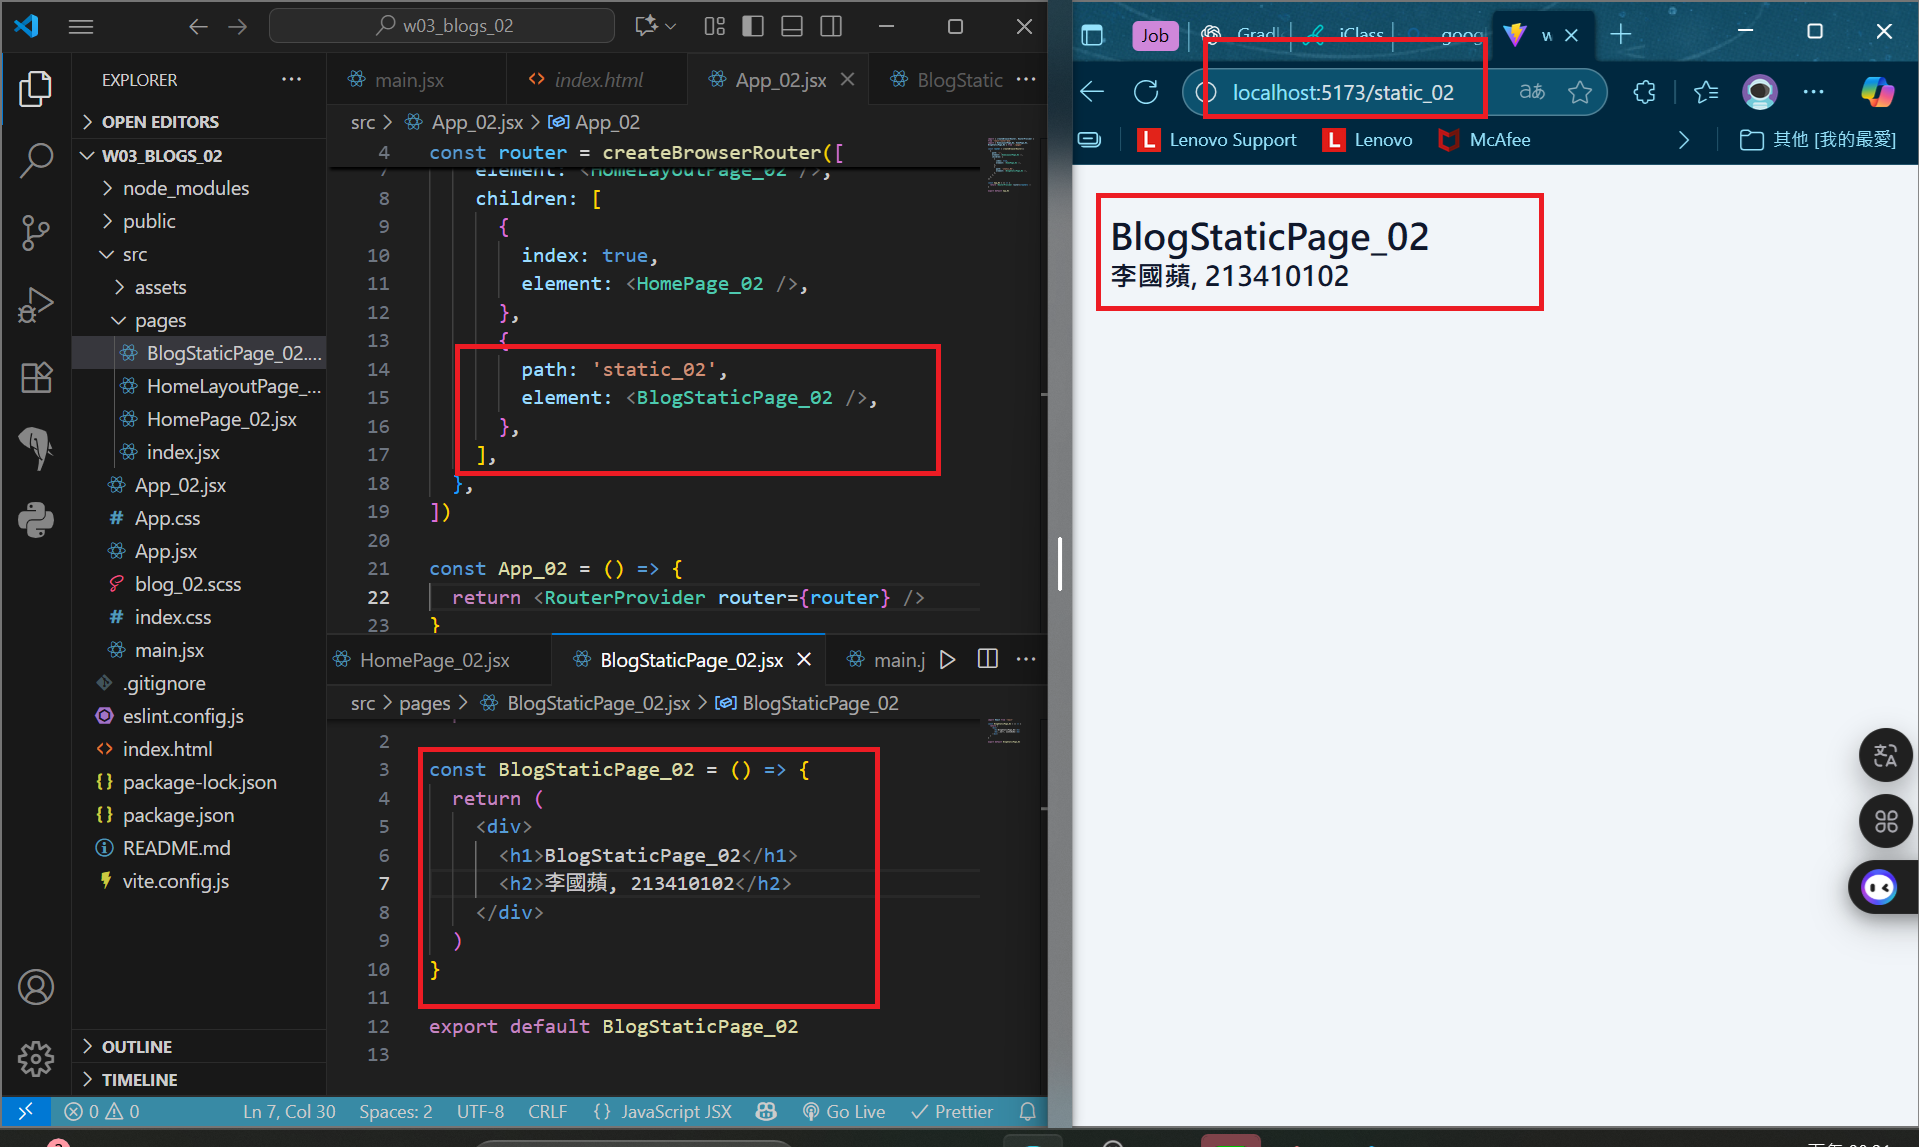 w03_blogs_02
EXPLORER
OPEN EDITORS
W03_BLOGS_02
node_modules
public
src
assets
pages
BlogStaticPage_02....
HomeLayoutPage_...
HomePage_02.jsx
index.jsx
App_02.jsx
App.css
App.jsx
blog_02.scss
index.css
main.jsx
.gitignore
eslint.config.js
index.html
package-lock.json
package.json
README.md
vite.config.js
OUTLINE
TIMELINE
main.jsx
index.html
App_02.jsx
BlogStatic
src > App_02.jsx > App_02
4 const router = createBrowserRouter([
7 element: <HomeLayoutPage_02 />,
8 children: [
9 {
10 index: true,
11 element: <HomePage_02 />,
12 },
13 {
14 path: 'static_02',
15 element: <BlogStaticPage_02 />,
16 },
17 ],
18 },
19 ])
20
21 const App_02 = () => {
22 return <RouterProvider router={router} />
23 }
HomePage_02.jsx
BlogStaticPage_02.jsx
main.j
src > pages > BlogStaticPage_02.jsx > BlogStaticPage_02
2
3 const BlogStaticPage_02 = () => {
4 return (
5 <div>
6 <h1>BlogStaticPage_02</h1>
7 <h2>李國蘋, 213410102</h2>
8 </div>
9 )
10 }
11
12 export default BlogStaticPage_02
13
0 0 Ln 7, Col 30 Spaces: 2 UTF-8 CRLF {} JavaScript JSX Go Live Prettier
Job
Gradl
iClass
goog
w
localhost:5173/static_02
aあ
Lenovo Support
Lenovo
McAfee
其他 [我的最愛]
BlogStaticPage_02
李國蘋, 213410102